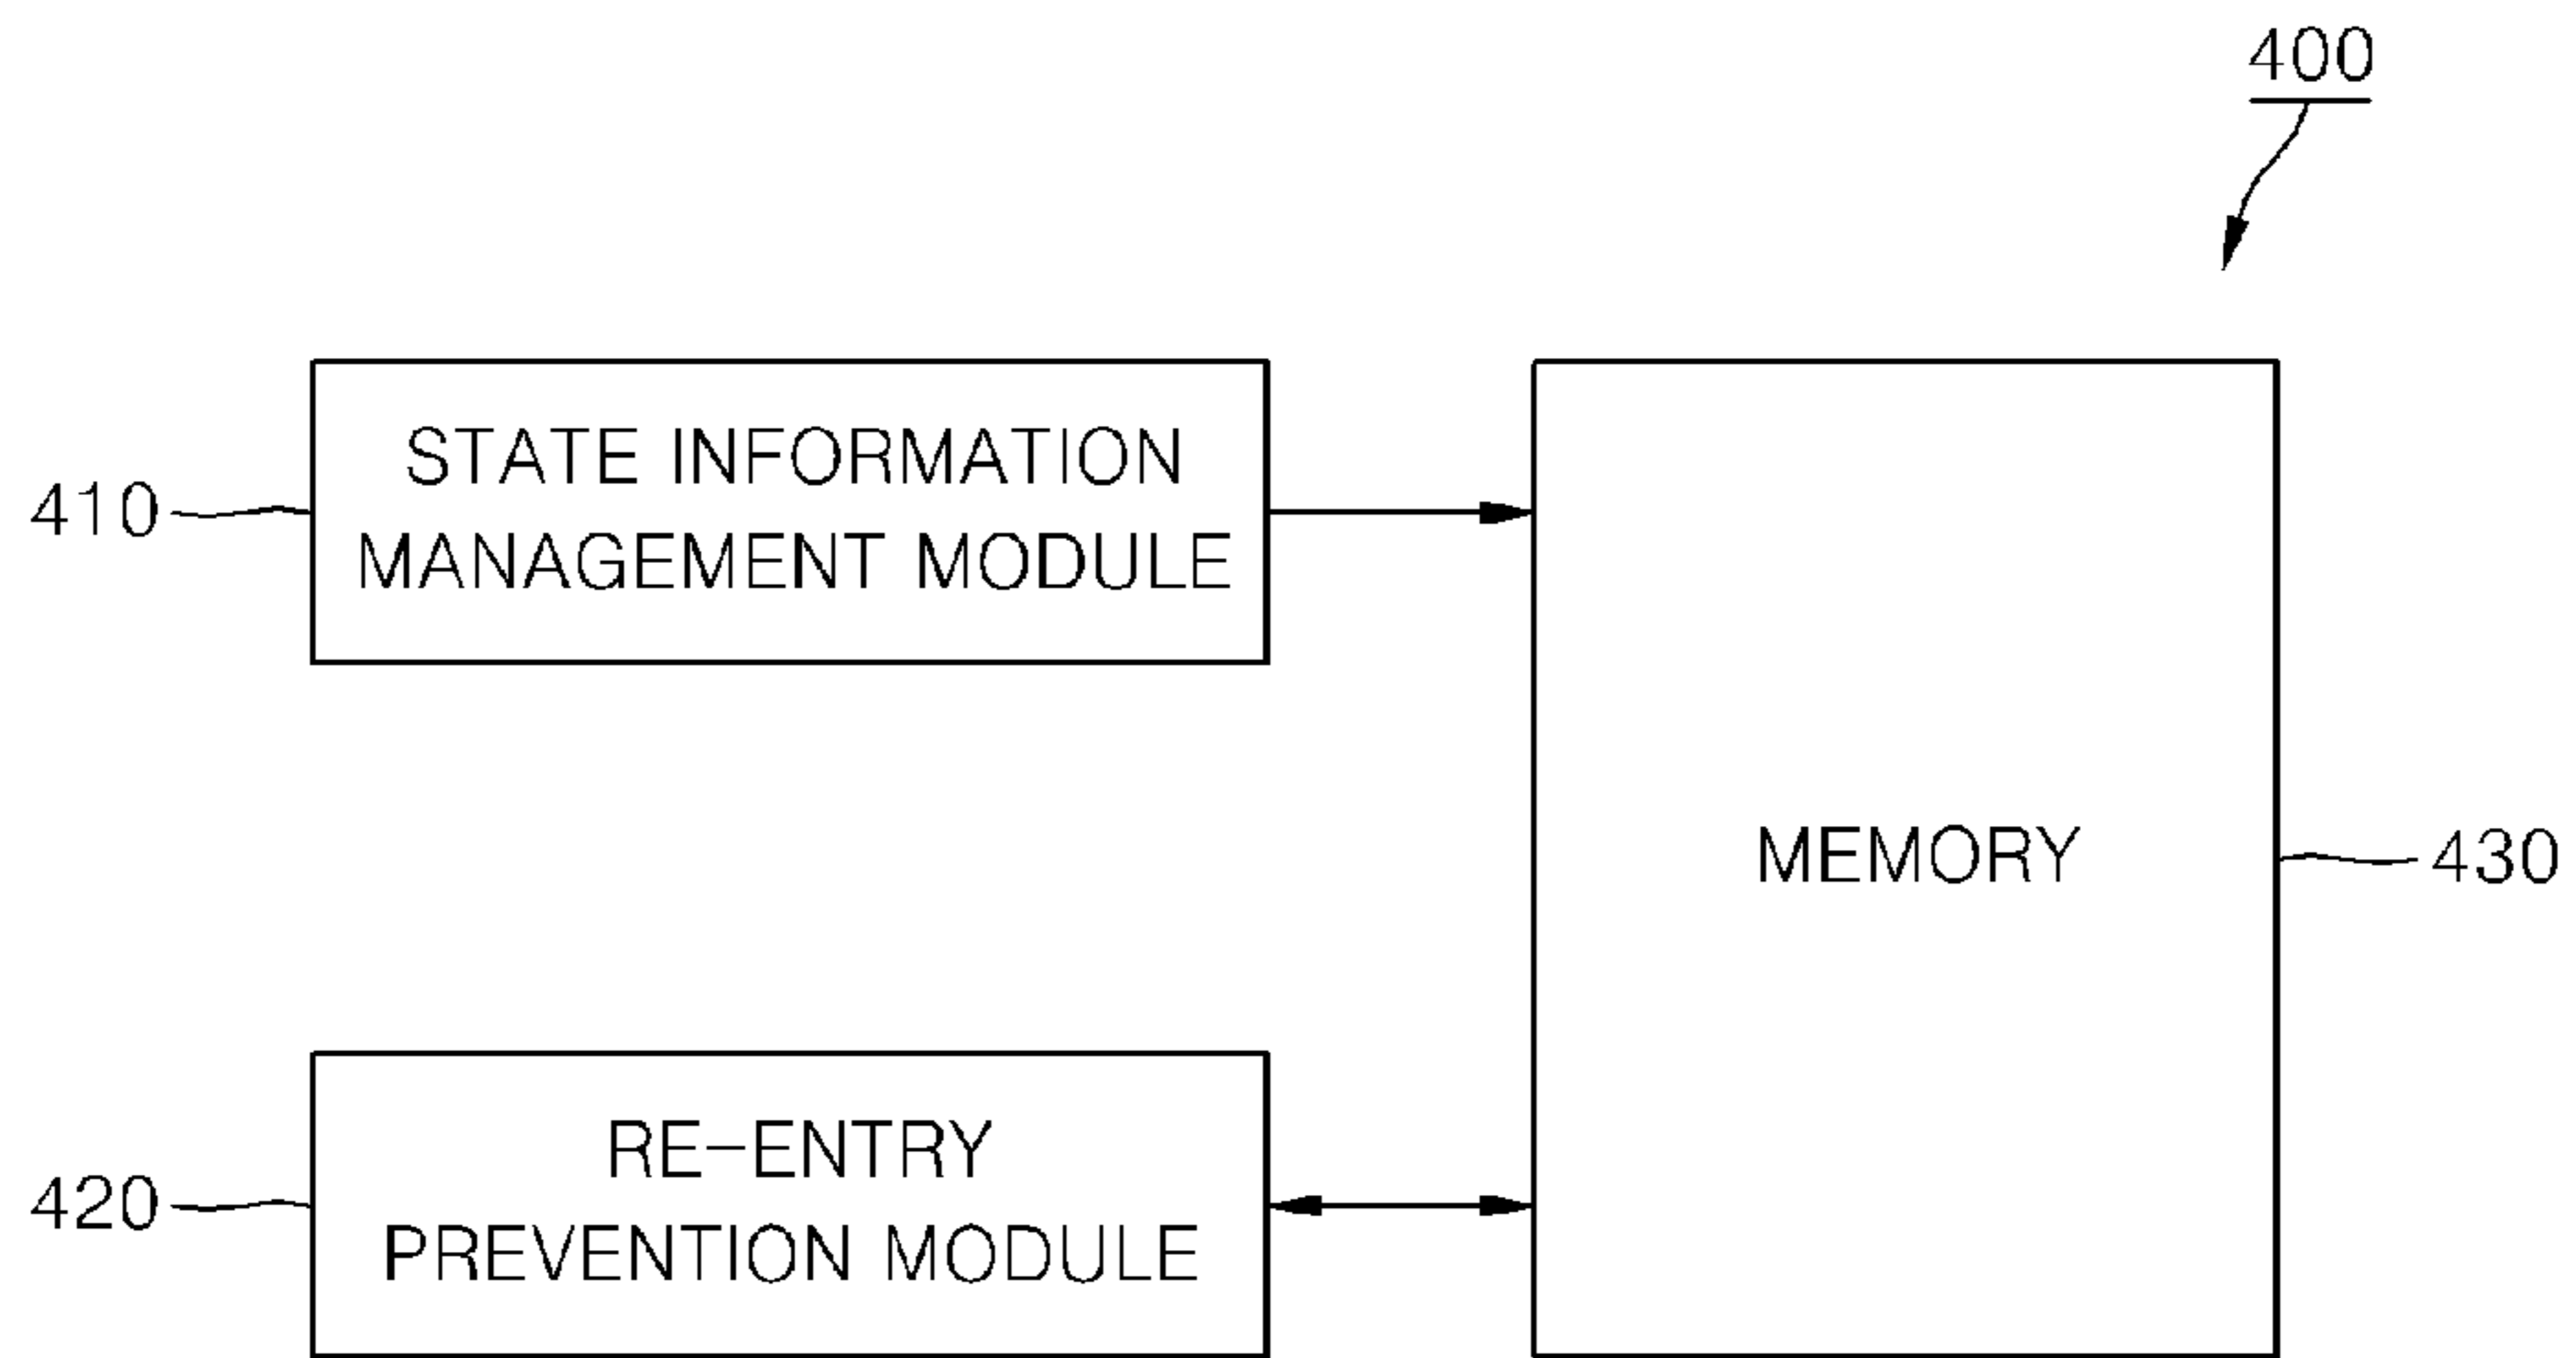 400
STATE INFORMATION
MANAGEMENT MODULE
410
MEMORY
430
RE-ENTRY
PREVENTION MODULE
420